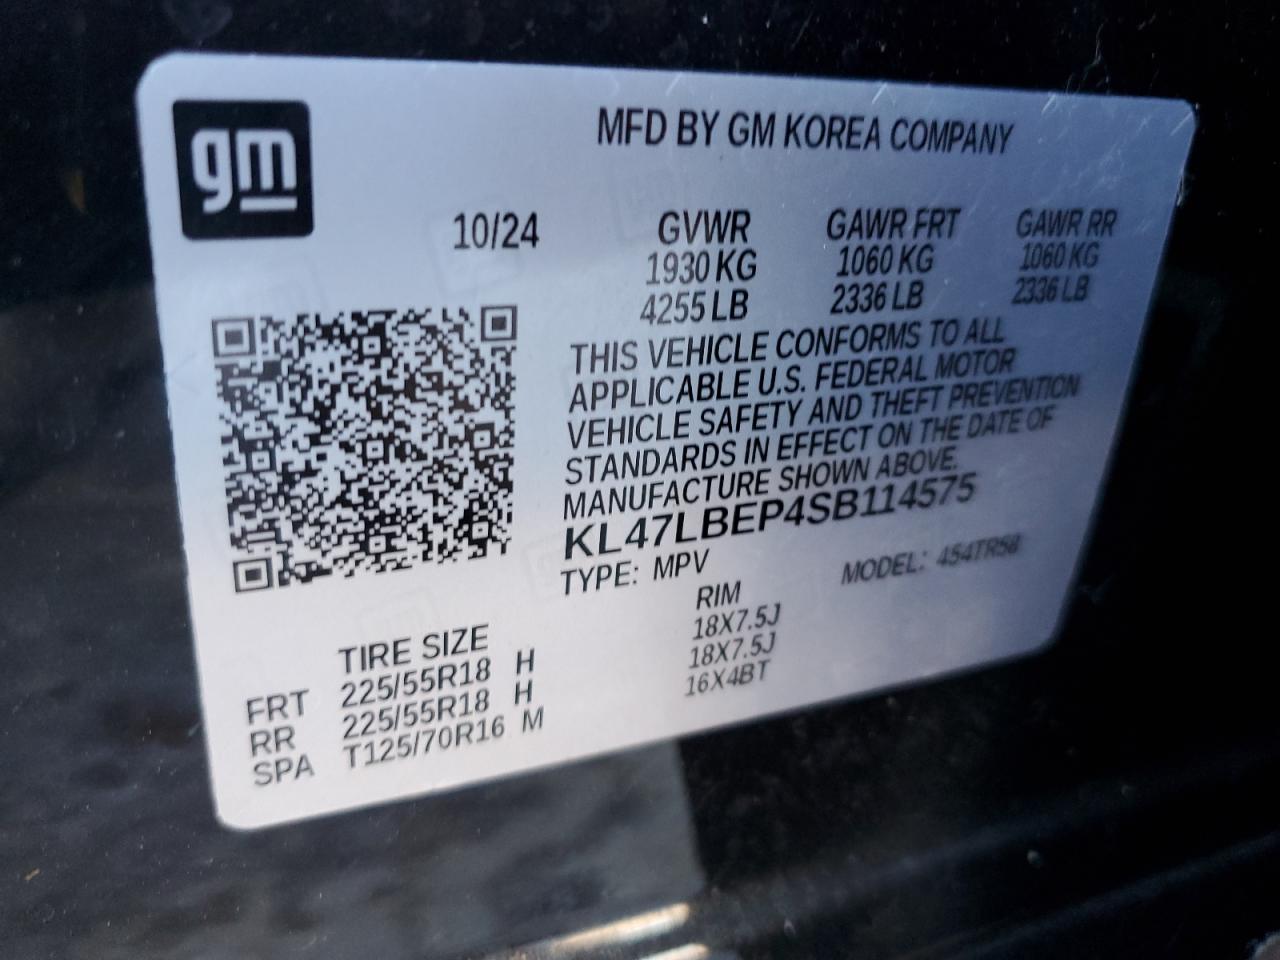 gm
MFD BY GM KOREA COMPANY
10/24 GVWR GAWR FRT GAWR RR
1930 KG 1060 KG 1060 KG
4255 LB 2336 LB 2336 LB
THIS VEHICLE CONFORMS TO ALL
APPLICABLE U.S. FEDERAL MOTOR
VEHICLE SAFETY AND THEFT PREVENTION
STANDARDS IN EFFECT ON THE DATE OF
MANUFACTURE SHOWN ABOVE.
KL47LBEP4SB114575
TYPE: MPV MODEL: 454TR58
TIRE SIZE RIM
FRT 225/55R18 H 18X7.5J
RR 225/55R18 H 18X7.5J
SPA T125/70R16 M 16X4BT